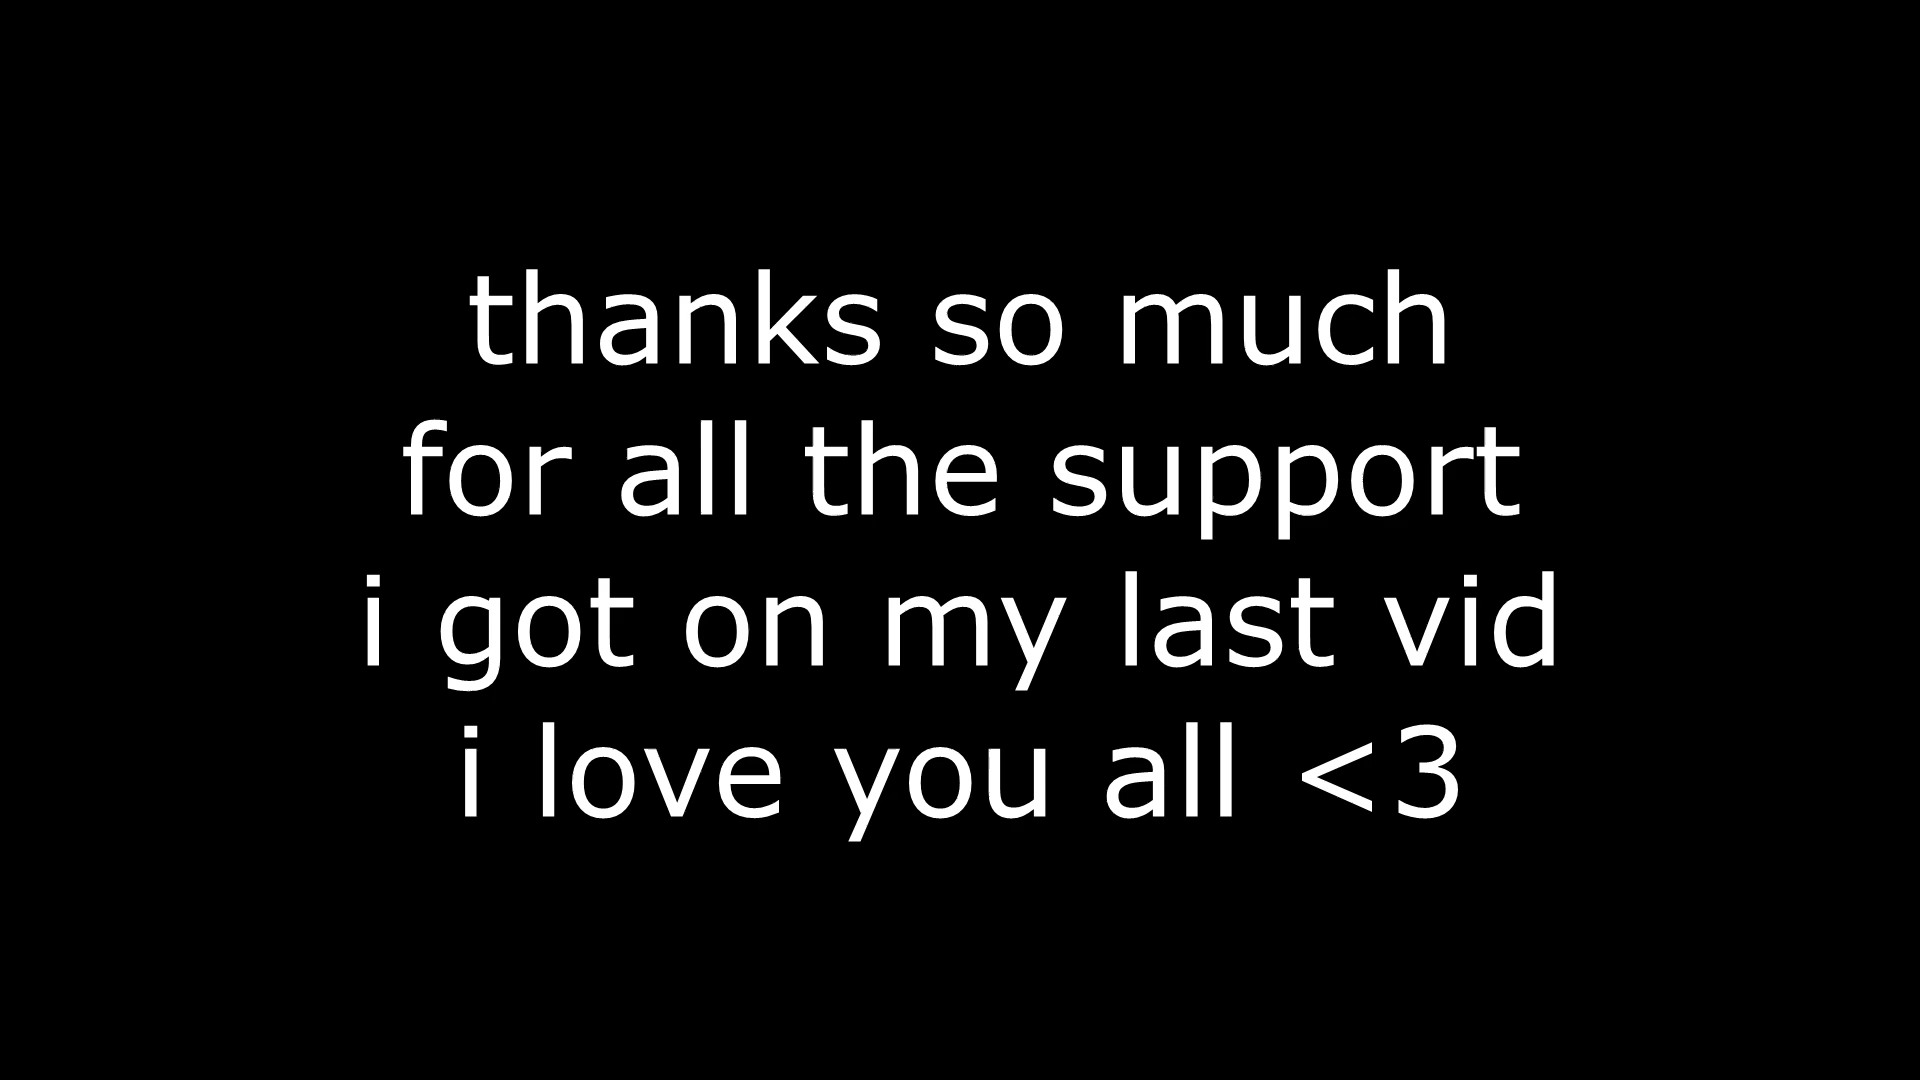 thanks so much
for all the support
i got on my last vid
i love you all <3